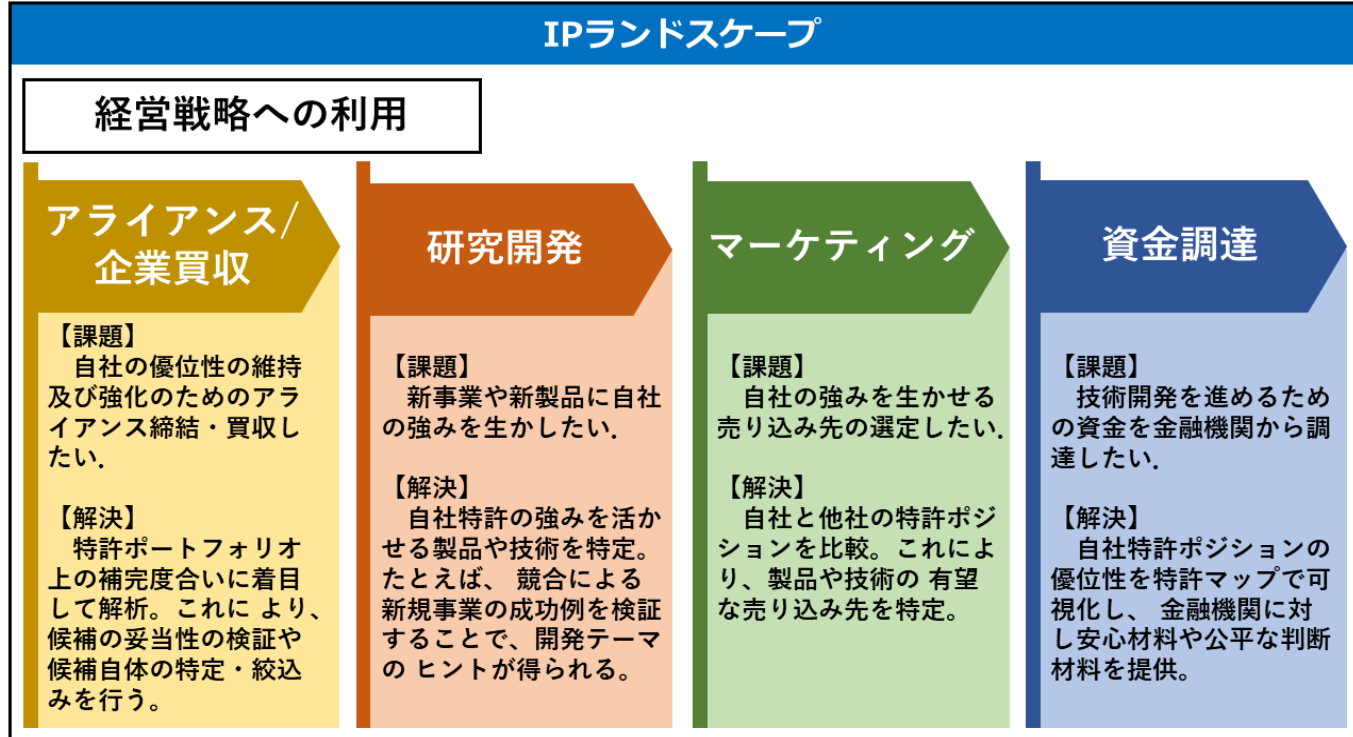 IPランドスケープ
経営戦略への利用
アライアンス/
企業買収
【課題】
　自社の優位性の維持
及び強化のためのアラ
イアンス締結・買収し
たい.
【解決】
　特許ポートフォリオ
上の補完度合いに着目
して解析。これに より、
候補の妥当性の検証や
候補自体の特定・絞込
みを行う。
研究開発
【課題】
　新事業や新製品に自社
の強みを生かしたい.
【解決】
　自社特許の強みを活か
せる製品や技術を特定。
たとえば、 競合による
新規事業の成功例を検証
することで、開発テーマ
の ヒントが得られる。
マーケティング
【課題】
　自社の強みを生かせる
売り込み先の選定したい.
【解決】
　自社と他社の特許ポジ
ションを比較。これによ
り、製品や技術の 有望
な売り込み先を特定。
資金調達
【課題】
　技術開発を進めるため
の資金を金融機関から調
達したい.
【解決】
　自社特許ポジションの
優位性を特許マップで可
視化し、 金融機関に対
し安心材料や公平な判断
材料を提供。